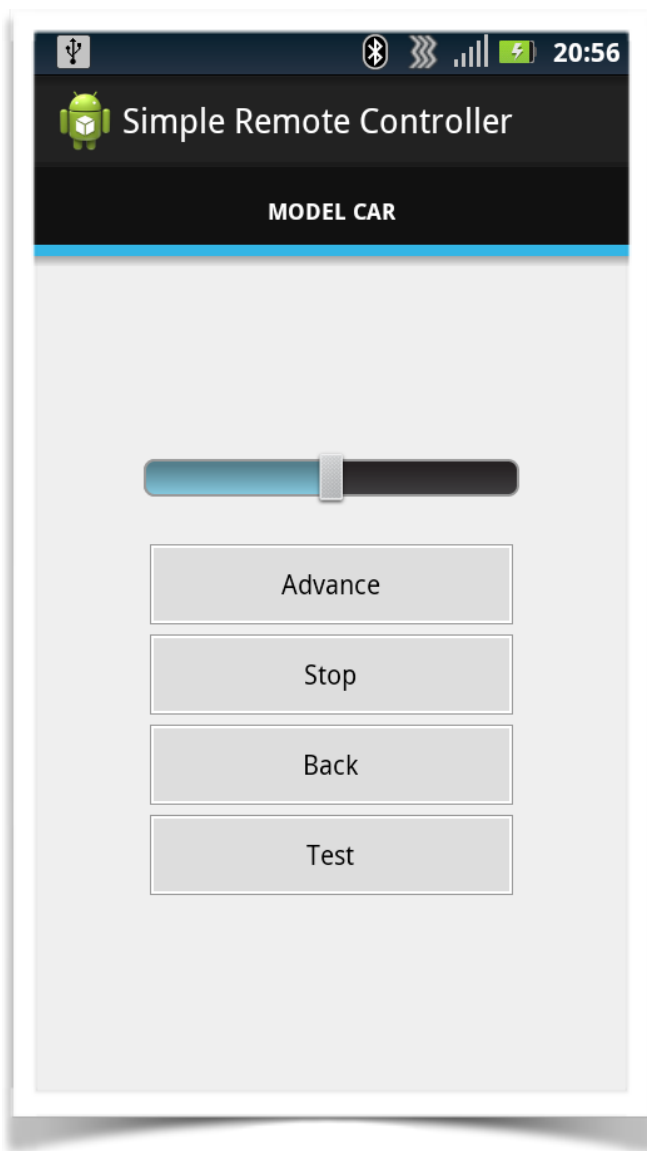 20:56
Simple Remote Controller
MODEL CAR
Advance
Stop
Back
Test